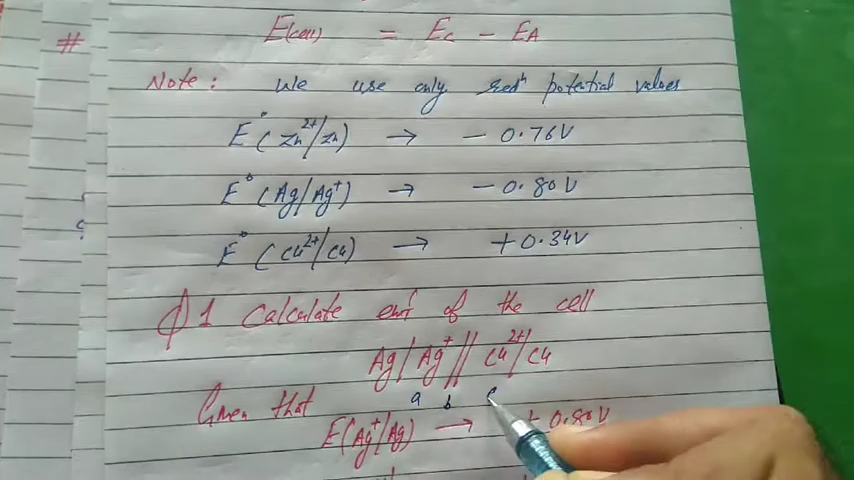 E(cell) = Ec - EA
#
Note: We use only redn potential values
E°(Zn2+/Zn) → - 0.76V
E°(Ag/Ag+) → - 0.80V
E°(Cu2+/Cu) → + 0.34V
Q1 Calculate emf of the cell
Ag|Ag+||Cu2+/Cu
a b c
Given that
E(Ag+/Ag) → + 0.80V